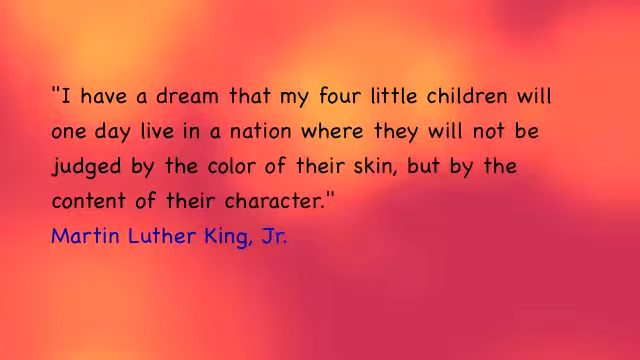 "I have a dream that my four little children will
one day live in a nation where they will not be
judged by the color of their skin, but by the
content of their character."
Martin Luther King, Jr.